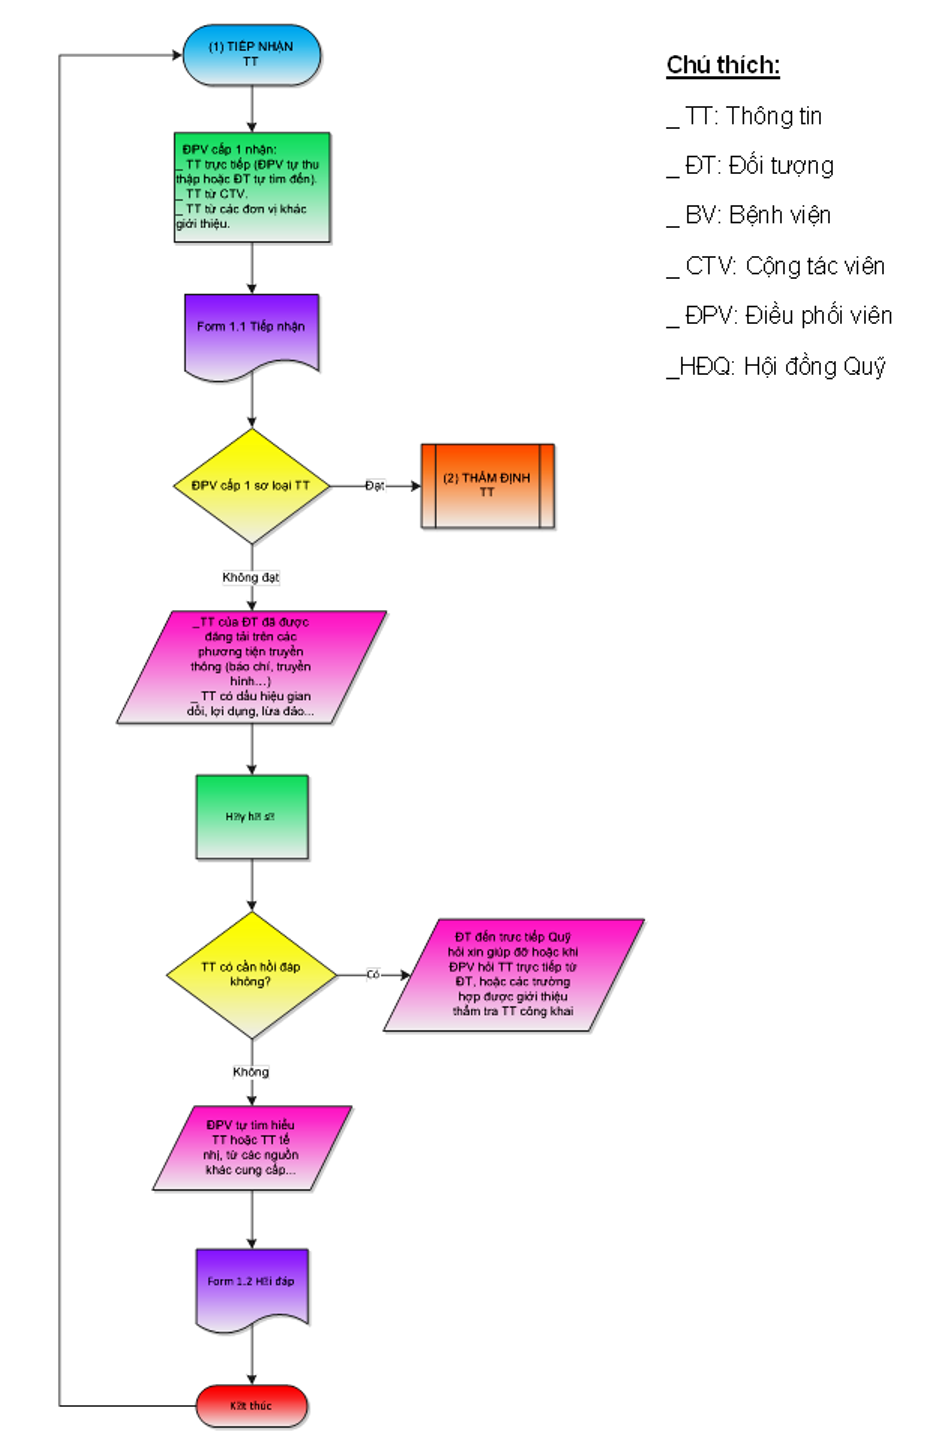 (1) TIẾP NHẬN
TT
Chú thích:
_ TT: Thông tin
_ ĐT: Đối tượng
_ BV: Bệnh viện
_ CTV: Cộng tác viên
_ ĐPV: Điều phối viên
_HĐQ: Hội đồng Quỹ
ĐPV cấp 1 nhận:
_ TT trực tiếp (ĐPV tự thu
thập hoặc ĐT tự tìm đến).
_ TT từ CTV.
_ TT từ các đơn vị khác
giới thiệu.
Form 1.1 Tiếp nhận
ĐPV cấp 1 sơ loại TT
Đạt
(2) THẨM ĐỊNH
TT
Không đạt
_TT của ĐT đã được
đăng tải trên các
phương tiện truyền
thông (báo chí, truyền
hình...)
_ TT có dấu hiệu gian
dối, lợi dụng, lừa đảo...
H▯y h▯ s▯
TT có cần hồi đáp
không?
Có
ĐT đến trực tiếp Quỹ
hỏi xin giúp đỡ hoặc khi
ĐPV hỏi TT trực tiếp từ
ĐT, hoặc các trường
hợp được giới thiệu
thẩm tra TT công khai
Không
ĐPV tự tìm hiểu
TT hoặc TT tế
nhị, từ các nguồn
khác cung cấp...
Form 1.2 H▯i đáp
K▯t thúc